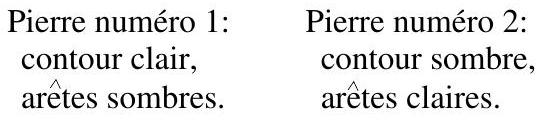 Pierre numéro 1:
contour clair,
arêtes sombres.
Pierre numéro 2:
contour sombre,
arêtes claires.